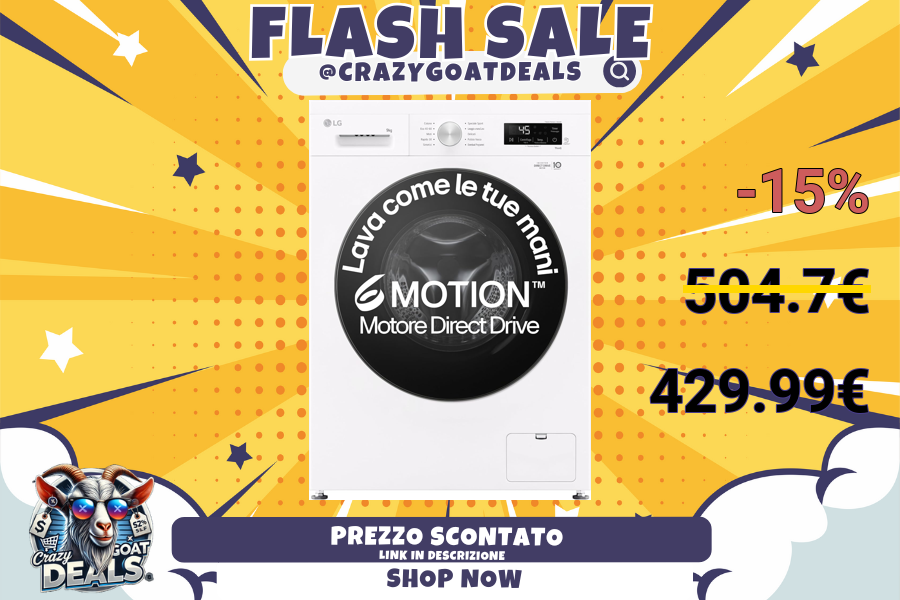 FLASH SALE
@CRAZYGOATDEALS
LG
45
-15%
Lava come le tue mani
6 MOTION™
Motore Direct Drive
504.7€
429.99€
$
52%
Crazy
GOAT
DEALS
PREZZO SCONTATO
LINK IN DESCRIZIONE
SHOP NOW